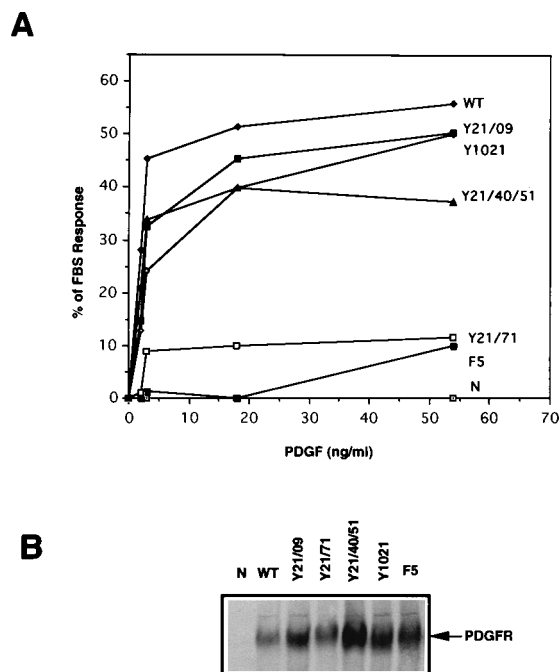 A
% of FBS Response
60
50
40
30
20
10
0
0 10 20 30 40 50 60 70
PDGF (ng/ml)
WT
Y21/09
Y1021
Y21/40/51
Y21/71
F5
N
B
N WT Y21/09 Y21/71 Y21/40/51 Y1021 F5
PDGFR